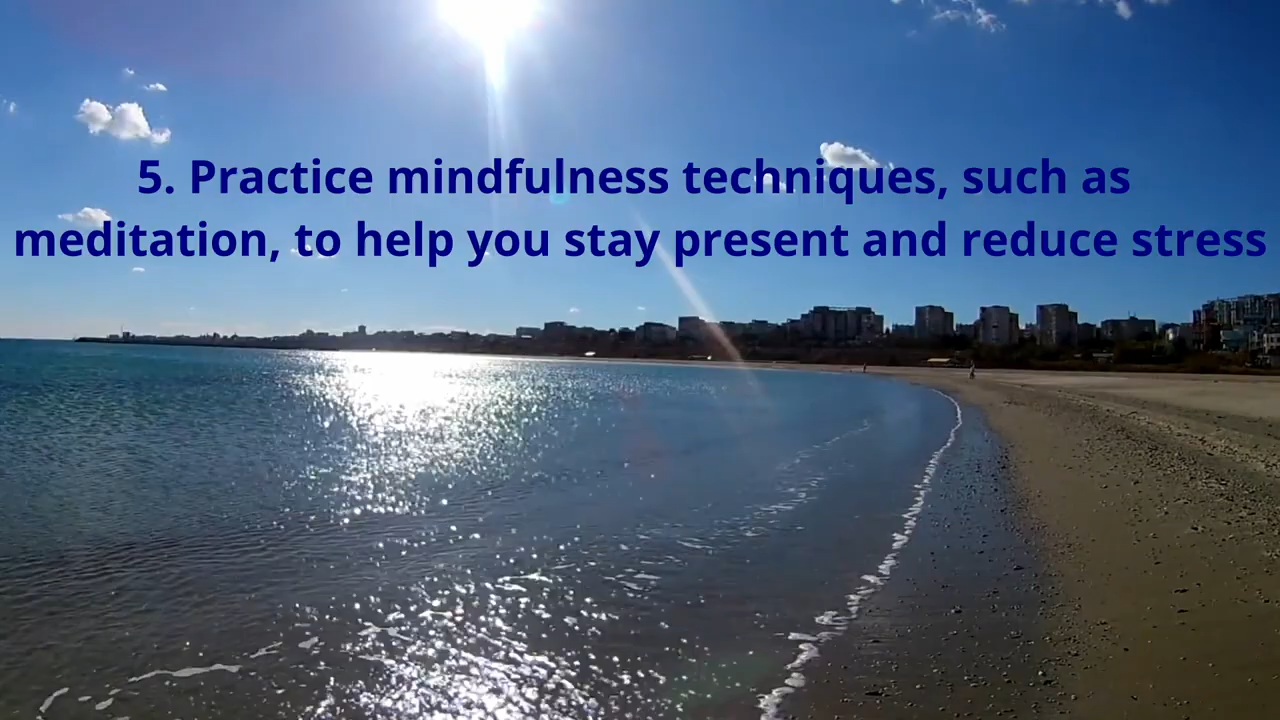 5. Practice mindfulness techniques, such as
meditation, to help you stay present and reduce stress